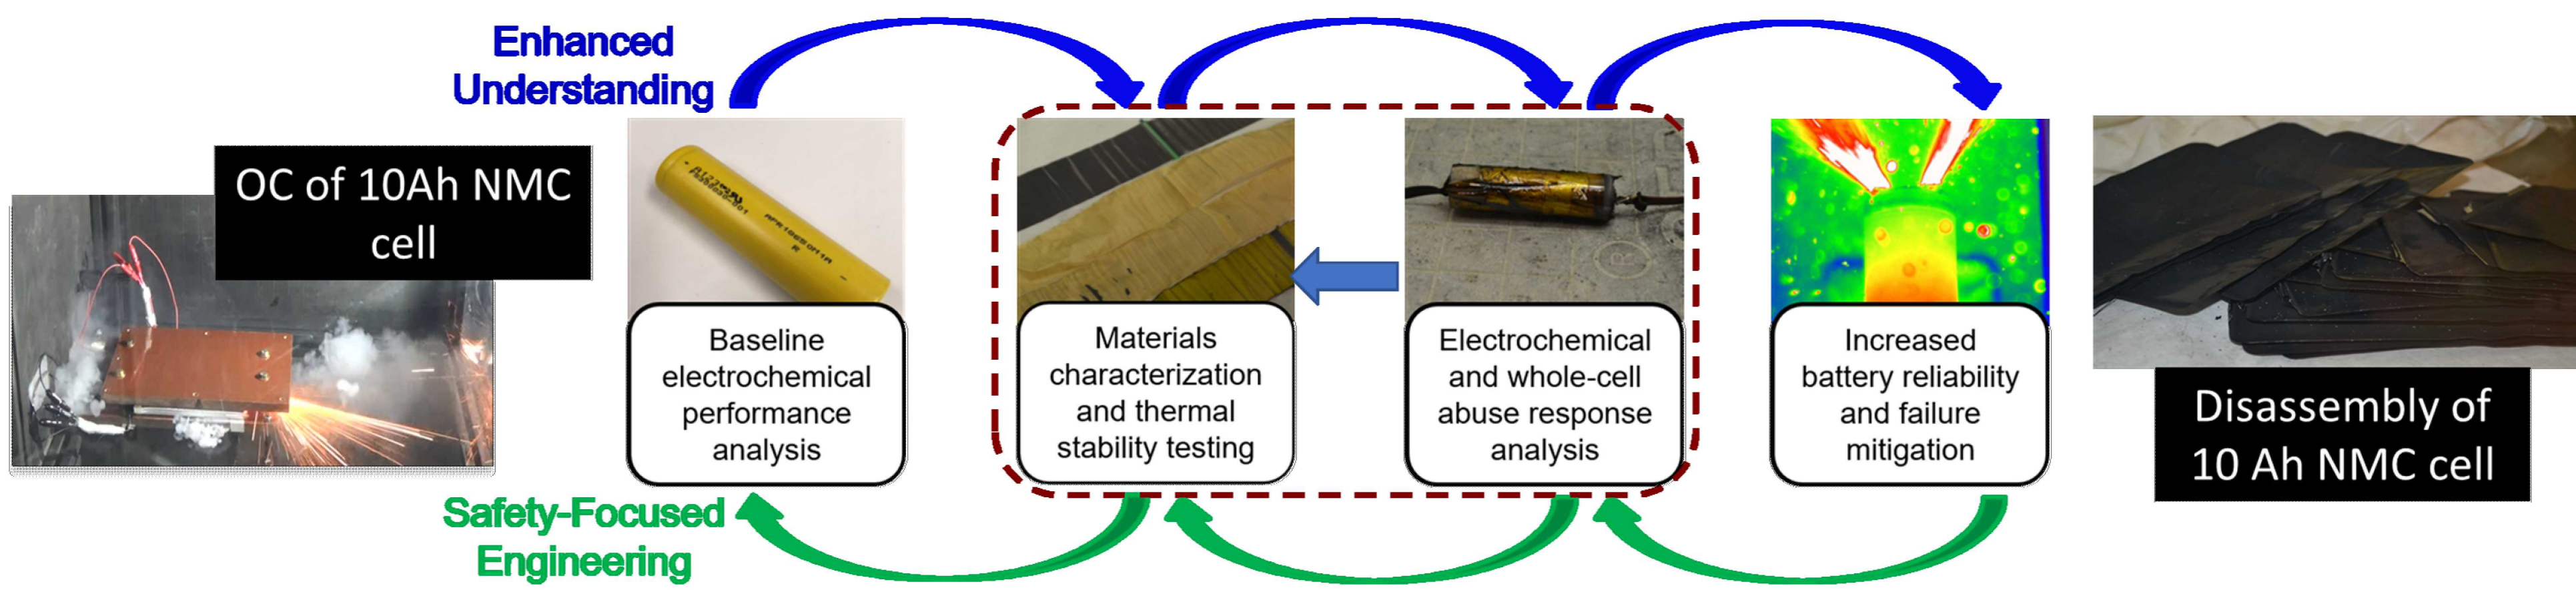 Enhanced
Understanding
OC of 10Ah NMC
cell
Baseline
electrochemical
performance
analysis
Materials
characterization
and thermal
stability testing
Electrochemical
and whole-cell
abuse response
analysis
Increased
battery reliability
and failure
mitigation
Disassembly of
10 Ah NMC cell
Safety-Focused
Engineering